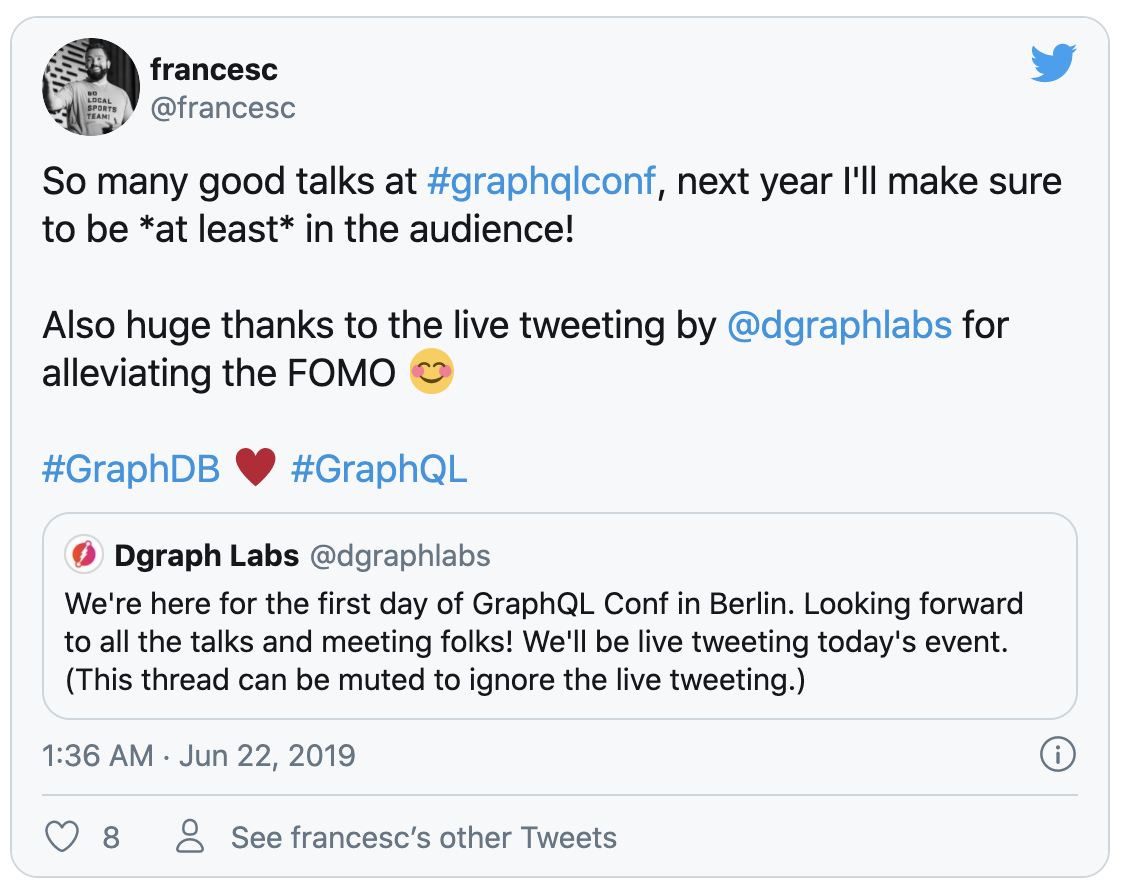 francesc
@francesc
GO
LOCAL
SPORTS
TEAM!
So many good talks at #graphqlconf, next year I'll make sure
to be *at least* in the audience!
Also huge thanks to the live tweeting by @dgraphlabs for
alleviating the FOMO 😊
#GraphDB ♥ #GraphQL
Dgraph Labs @dgraphlabs
We're here for the first day of GraphQL Conf in Berlin. Looking forward
to all the talks and meeting folks! We'll be live tweeting today's event.
(This thread can be muted to ignore the live tweeting.)
1:36 AM · Jun 22, 2019
8 See francesc’s other Tweets